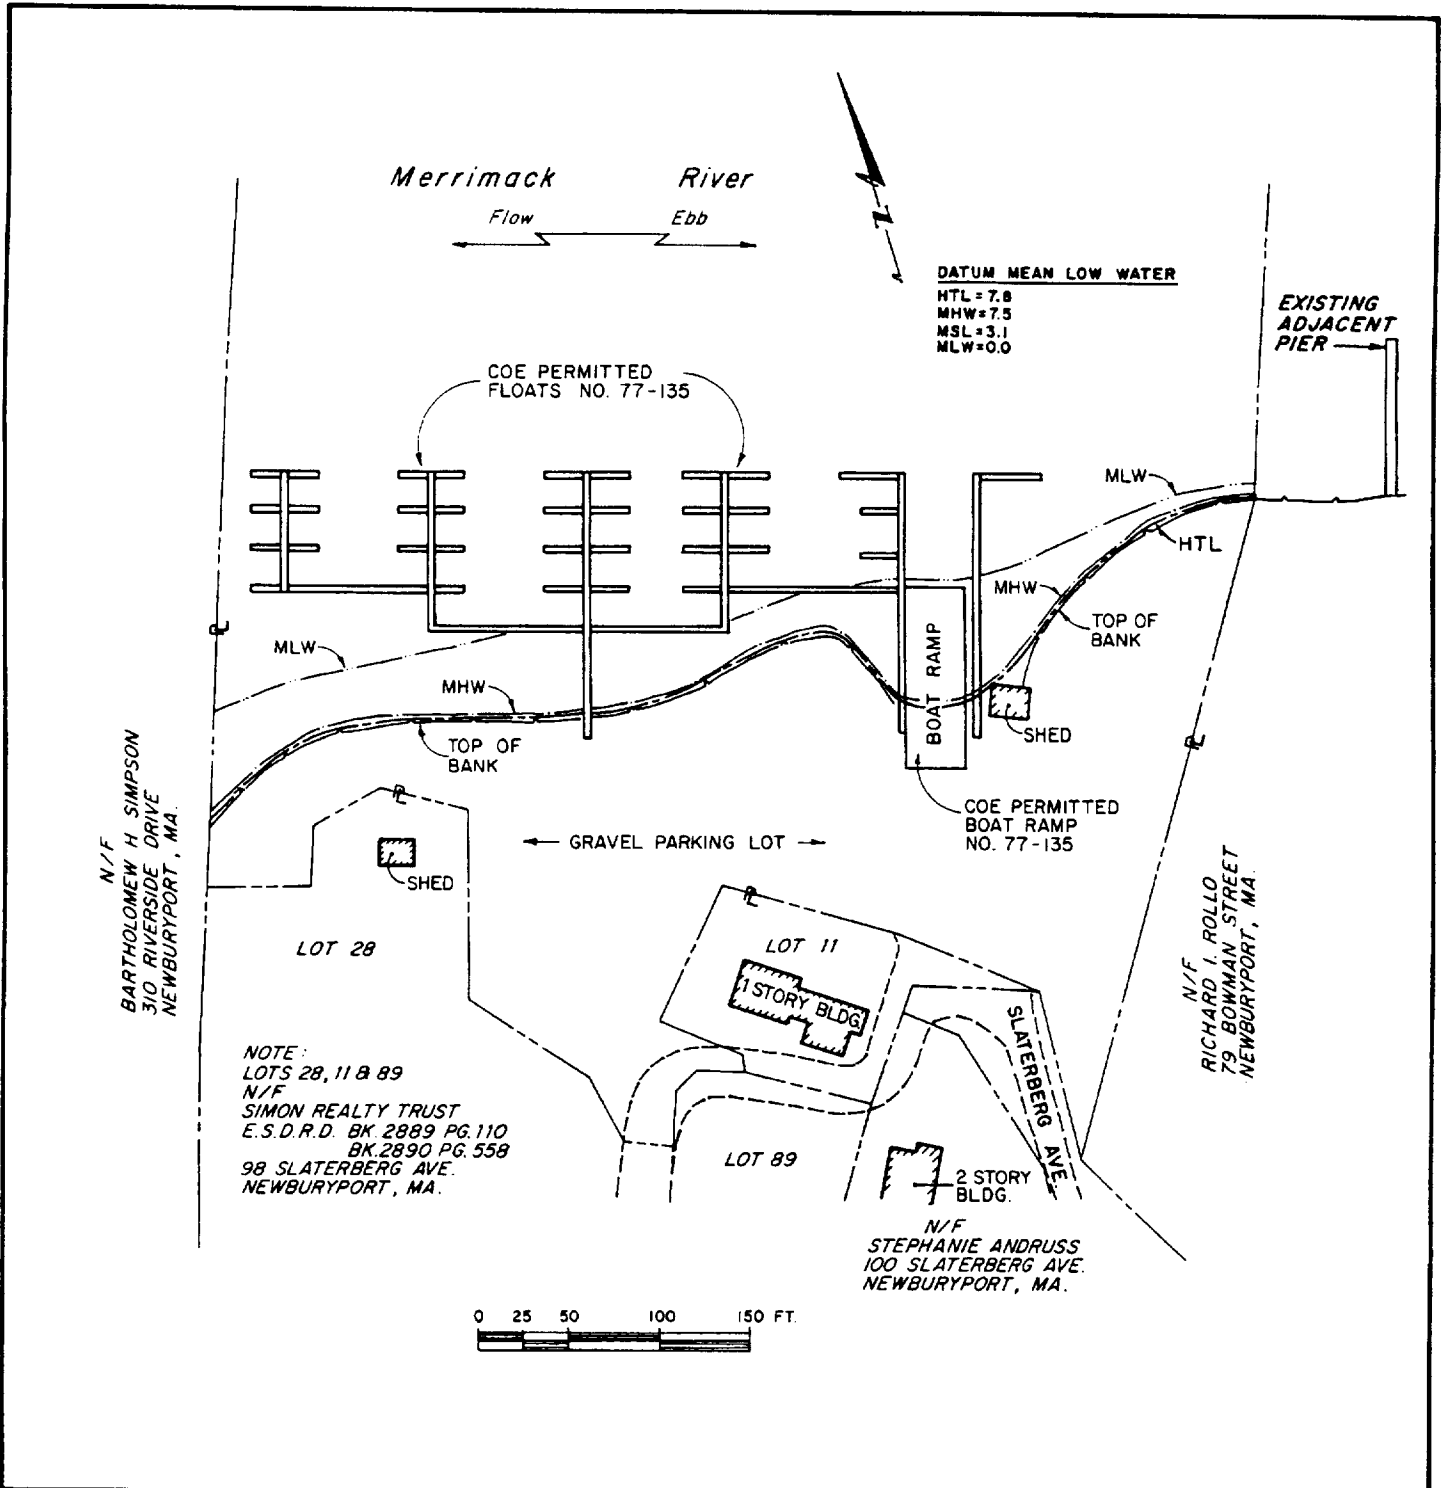 Merrimack River
Flow Ebb
N
DATUM MEAN LOW WATER
HTL = 7.8
MHW = 7.5
MSL = 3.1
MLW = 0.0
EXISTING
ADJACENT
PIER
COE PERMITTED
FLOATS NO. 77-135
MLW
HTL
MHW
TOP OF
BANK
PL
MLW
MHW
TOP OF
BANK
BOAT RAMP
SHED
PL
N/F
BARTHOLOMEW H SIMPSON
310 RIVERSIDE DRIVE
NEWBURYPORT, MA.
PL
SHED
GRAVEL PARKING LOT
COE PERMITTED
BOAT RAMP
NO. 77-135
N/F
RICHARD I. ROLLO
79 BOWMAN STREET
NEWBURYPORT, MA.
LOT 28
PL
LOT 11
1 STORY BLDG.
SLATERBERG AVE.
NOTE:
LOTS 28, 11 & 89
N/F
SIMON REALTY TRUST
E.S.D.R.D. BK. 2889 PG. 110
BK. 2890 PG. 558
98 SLATERBERG AVE.
NEWBURYPORT, MA.
LOT 89
2 STORY
BLDG.
N/F
STEPHANIE ANDRUSS
100 SLATERBERG AVE.
NEWBURYPORT, MA.
0 25 50 100 150 FT.